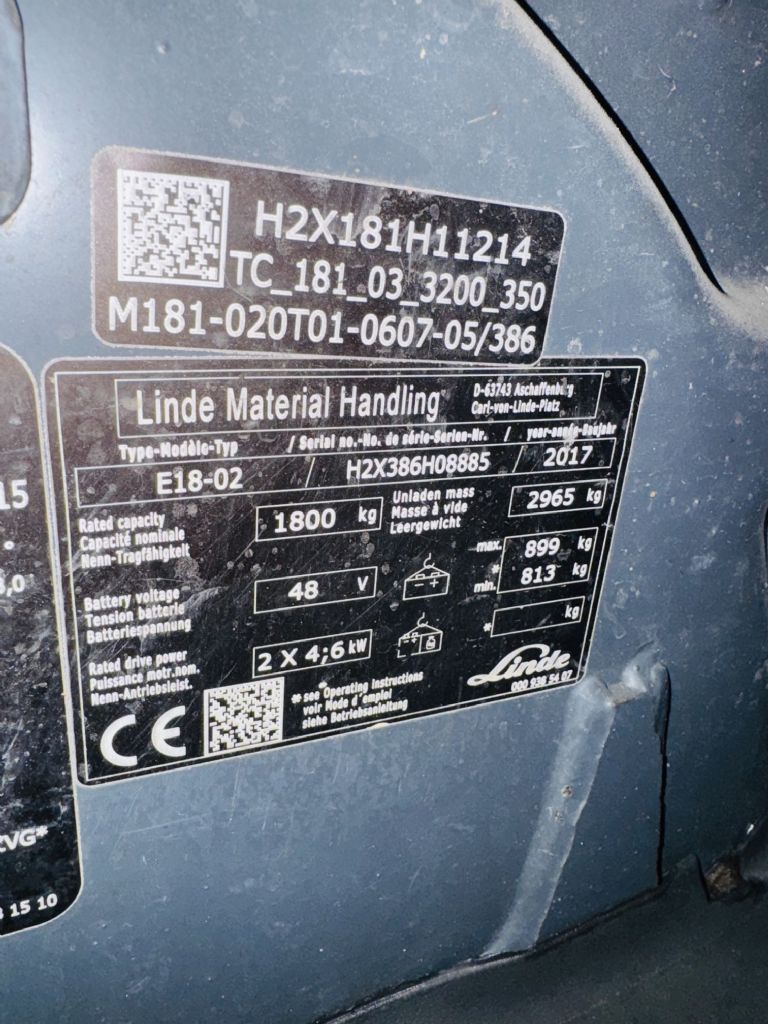 H2X181H11214
TC_181_03_3200_350
M181-020T01-0607-05/386
Linde Material Handling
D-63743 Aschaffenburg
Carl-von-Linde-Platz
Type-Modèle-Typ / Serial no.-No. de série-Serien-Nr. / year-année-Baujahr
E18-02 / H2X386H08885 / 2017
Rated capacity
Capacité nominale
Nenn-Tragfähigkeit
1800 kg
Unladen mass
Masse à vide
Leergewicht
2965 kg
Battery voltage
Tension batterie
Batteriespannung
48 V
max. 899 kg
*
min. 813 kg
Rated drive power
Puissance motr.nom.
Nenn-Antriebsleist.
2 X 4;6 kW
* kg
CE
* see Operating Instructions
voir Mode d'emploi
siehe Betriebsanleitung
Linde
000 938 54 07
15
°
,0
VG*
1510